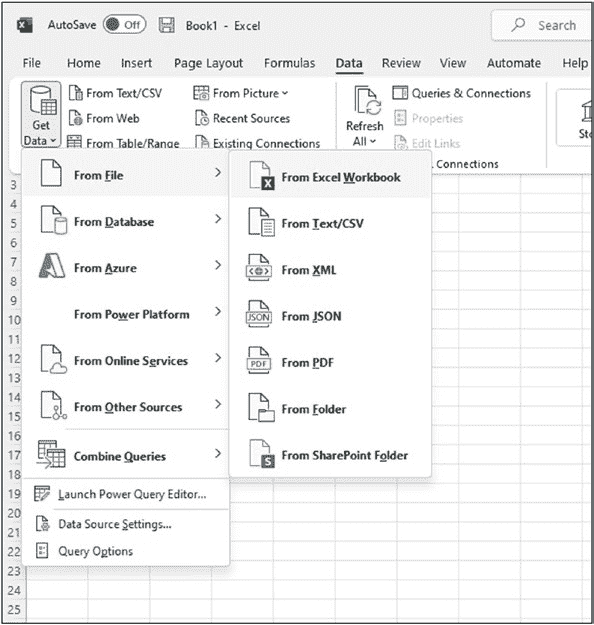 AutoSave Off Book1 - Excel Search
File Home Insert Page Layout Formulas Data Review View Automate Help
Get Data
From Text/CSV
From Web
From Table/Range
From Picture
Recent Sources
Existing Connections
Refresh All
Queries & Connections
Properties
Edit Links
Connections
From File
From Database
From Azure
From Power Platform
From Online Services
From Other Sources
Combine Queries
Launch Power Query Editor...
Data Source Settings...
Query Options
From Excel Workbook
From Text/CSV
From XML
JSON From JSON
PDF From PDF
From Folder
S From SharePoint Folder
3
4
5
6
7
8
9
10
11
12
13
14
15
16
17
18
19
20
21
22
23
24
25